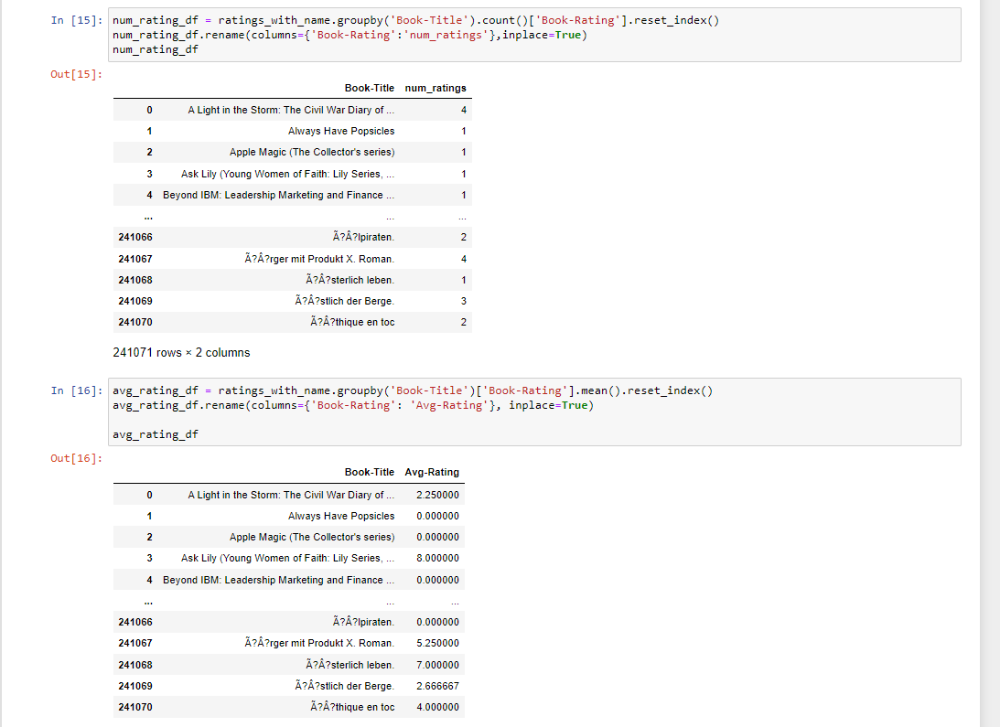 In [15]: num_rating_df = ratings_with_name.groupby('Book-Title').count()['Book-Rating'].reset_index()
num_rating_df.rename(columns={'Book-Rating':'num_ratings'},inplace=True)
num_rating_df
Out[15]:
Book-Title num_ratings
0 A Light in the Storm: The Civil War Diary of ... 4
1 Always Have Popsicles 1
2 Apple Magic (The Collector's series) 1
3 Ask Lily (Young Women of Faith: Lily Series, ... 1
4 Beyond IBM: Leadership Marketing and Finance ... 1
... ... ...
241066 Ã?Â?lpiraten. 2
241067 Ã?Â?rger mit Produkt X. Roman. 4
241068 Ã?Â?sterlich leben. 1
241069 Ã?Â?stlich der Berge. 3
241070 Ã?Â?thique en toc 2
241071 rows × 2 columns
In [16]: avg_rating_df = ratings_with_name.groupby('Book-Title')['Book-Rating'].mean().reset_index()
avg_rating_df.rename(columns={'Book-Rating': 'Avg-Rating'}, inplace=True)
avg_rating_df
Out[16]:
Book-Title Avg-Rating
0 A Light in the Storm: The Civil War Diary of ... 2.250000
1 Always Have Popsicles 0.000000
2 Apple Magic (The Collector's series) 0.000000
3 Ask Lily (Young Women of Faith: Lily Series, ... 8.000000
4 Beyond IBM: Leadership Marketing and Finance ... 0.000000
... ... ...
241066 Ã?Â?lpiraten. 0.000000
241067 Ã?Â?rger mit Produkt X. Roman. 5.250000
241068 Ã?Â?sterlich leben. 7.000000
241069 Ã?Â?stlich der Berge. 2.666667
241070 Ã?Â?thique en toc 4.000000